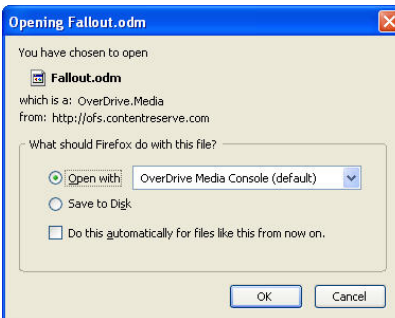 Opening Fallout.odm
You have chosen to open
Fallout.odm
which is a: OverDrive.Media
from: http://ofs.contentreserve.com
What should Firefox do with this file?
Open with OverDrive Media Console (default)
Save to Disk
Do this automatically for files like this from now on.
OK Cancel